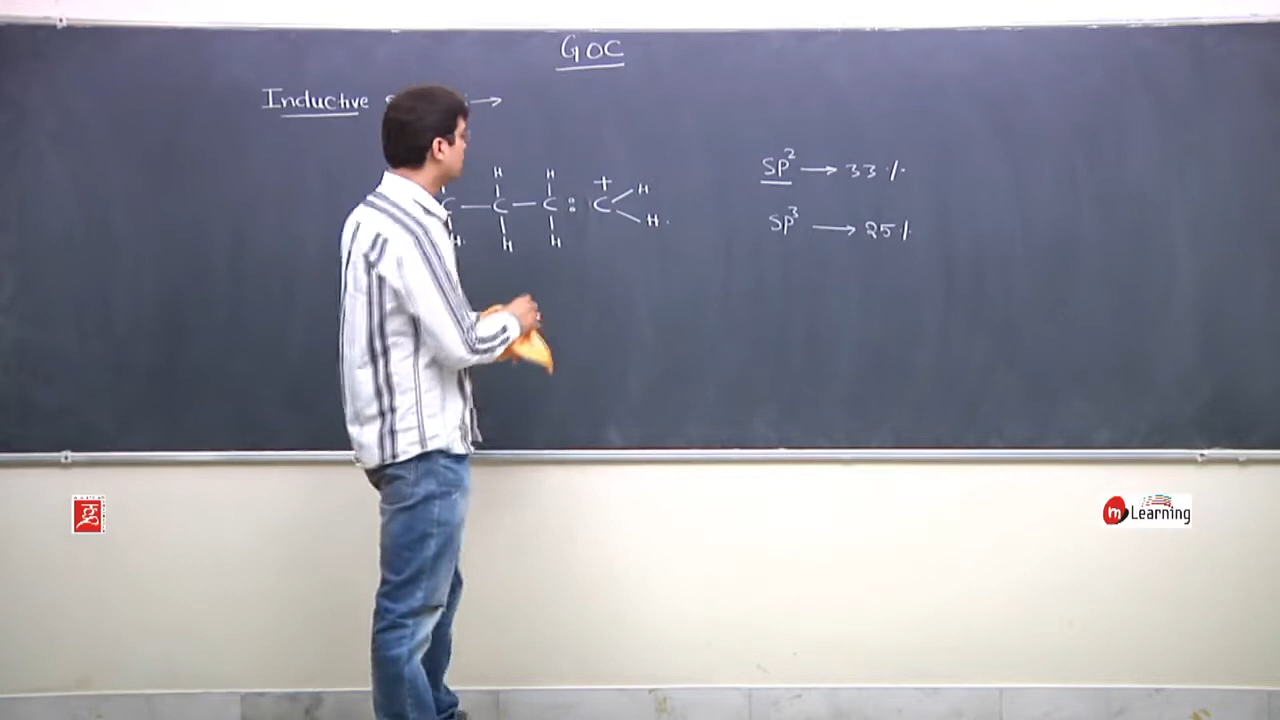 GOC
Inductive →
SP² → 33 %
H H + H
C — C — C : C
H H H H.
SP³ → 25 %
m Learning